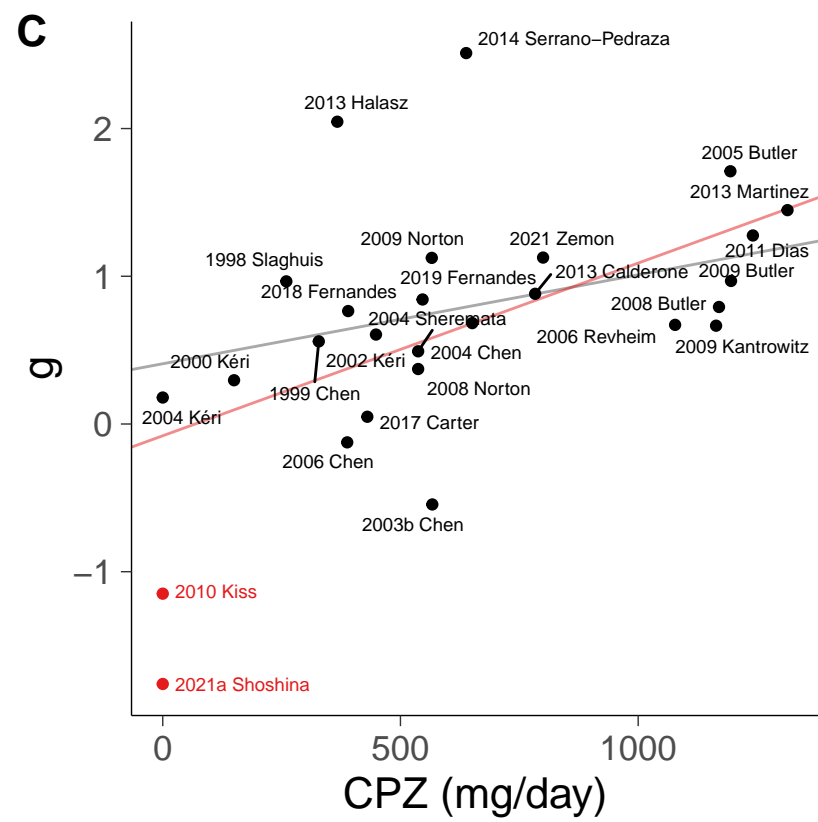 C
2014 Serrano−Pedraza
2013 Halasz
2
2005 Butler
2013 Martinez
2009 Norton
2021 Zemon
2011 Dias
1998 Slaghuis
2019 Fernandes
2013 Calderone
2009 Butler
1
2018 Fernandes
2004 Sheremata
2008 Butler
2006 Revheim
2009 Kantrowitz
2000 Kéri
2002 Kéri
2004 Chen
g
1999 Chen
2008 Norton
2004 Kéri
2017 Carter
0
2006 Chen
2003b Chen
−1
2010 Kiss
2021a Shoshina
0
500
1000
CPZ (mg/day)